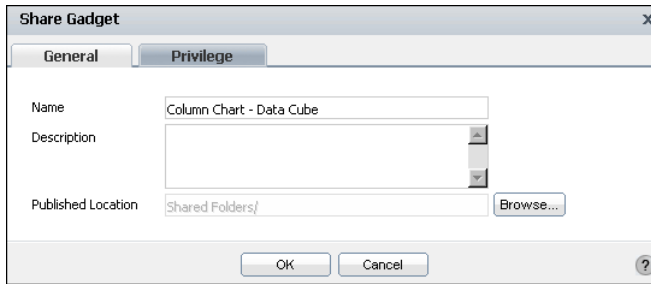 Share Gadget x
General Privilege
Name Column Chart - Data Cube
Description
Published Location Shared Folders/ Browse...
OK Cancel ?